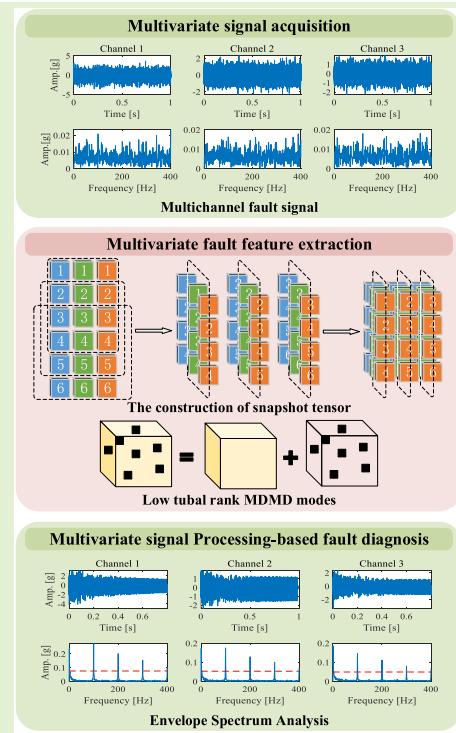 Multivariate signal acquisition
Channel 1 Channel 2 Channel 3
Amp.[g]
5 0 -5
2 0 -2
1 0 -1 -2
0 0.5 1 0 0.5 1 0 0.5 1
Time [s] Time [s] Time [s]
Amp.[g]
0.02 0.01 0
0.02 0.01 0
0.01 0
0 200 400 0 200 400 0 200 400
Frequency [Hz] Frequency [Hz] Frequency [Hz]
Multichannel fault signal
Multivariate fault feature extraction
1 1 1
2 2 2
3 3 3
4 4 4
5 5 5
6 6 6
The construction of snapshot tensor
=
+
Low tubal rank MDMD modes
Multivariate signal Processing-based fault diagnosis
Channel 1 Channel 2 Channel 3
Amp. [g]
2 0 -2 -4
1 0 -1 -2
2 0 -2
0 0.2 0.4 0.6 0 0.5 1 0 0.2 0.4 0.6
Time [s] Time [s] Time [s]
Amp. [g]
0.2 0.1 0
0.2 0.1 0
0.2 0.1 0
0 200 400 0 200 400 0 200 400
Frequency [Hz] Frequency [Hz] Frequency [Hz]
Envelope Spectrum Analysis